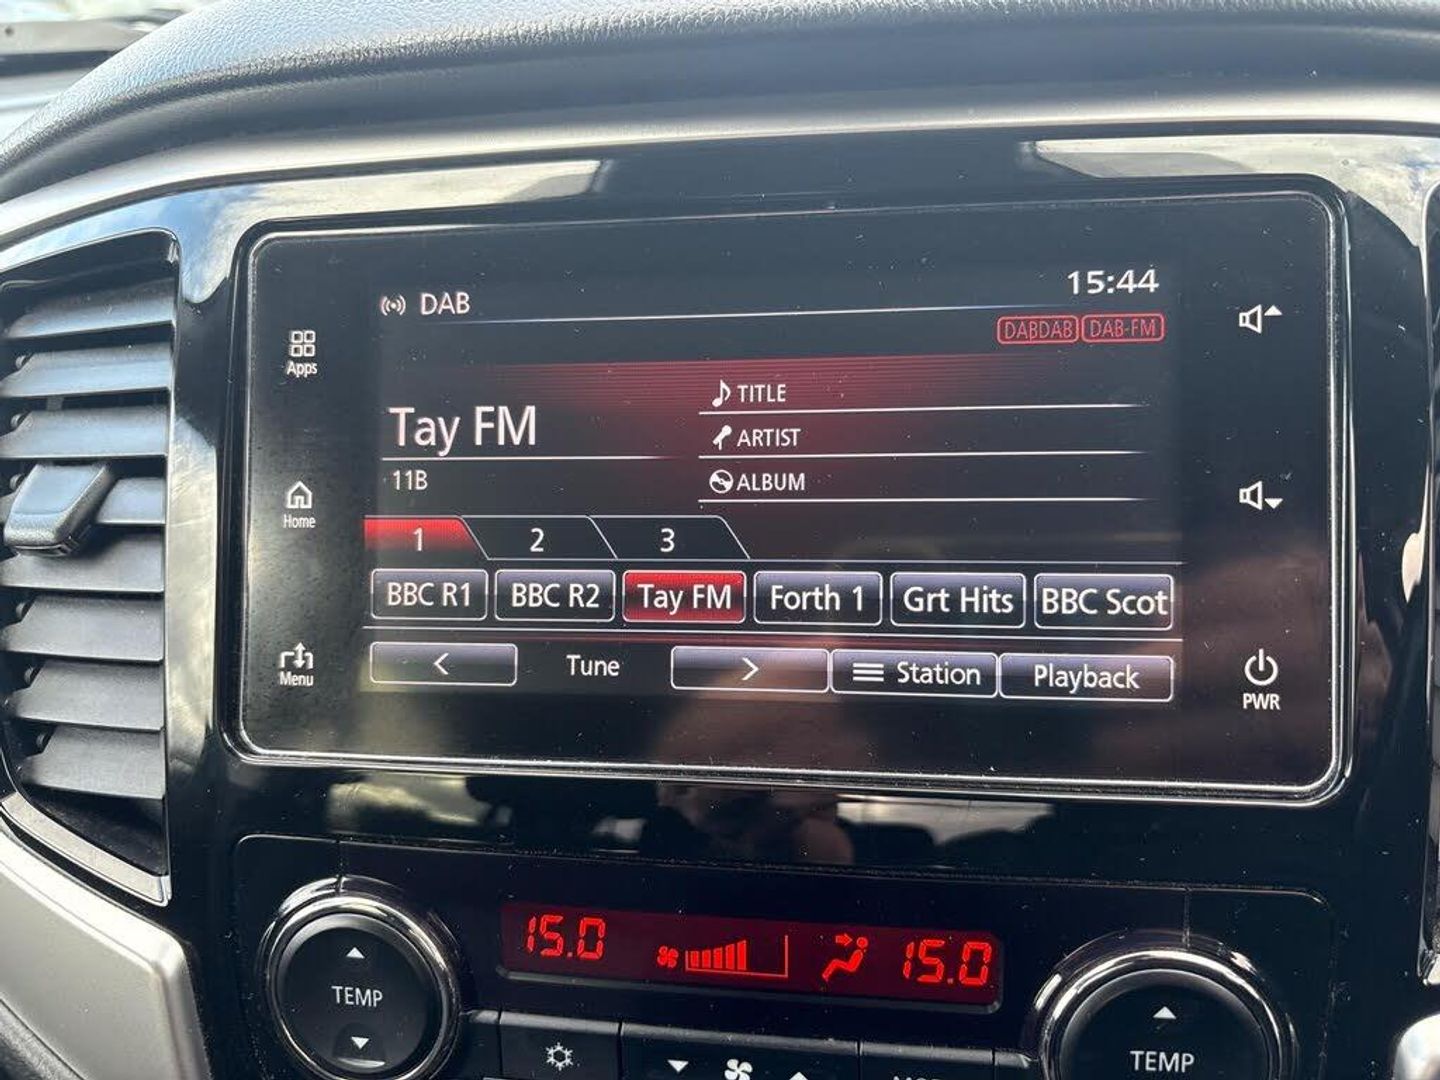 15:44
DAB
DABDAB DAB-FM
Apps
TITLE
Tay FM
ARTIST
11B
ALBUM
Home
1 2 3
BBC R1 BBC R2 Tay FM Forth 1 Grt Hits BBC Scot
< Tune > Station Playback
Menu
PWR
15.0 15.0
TEMP
TEMP